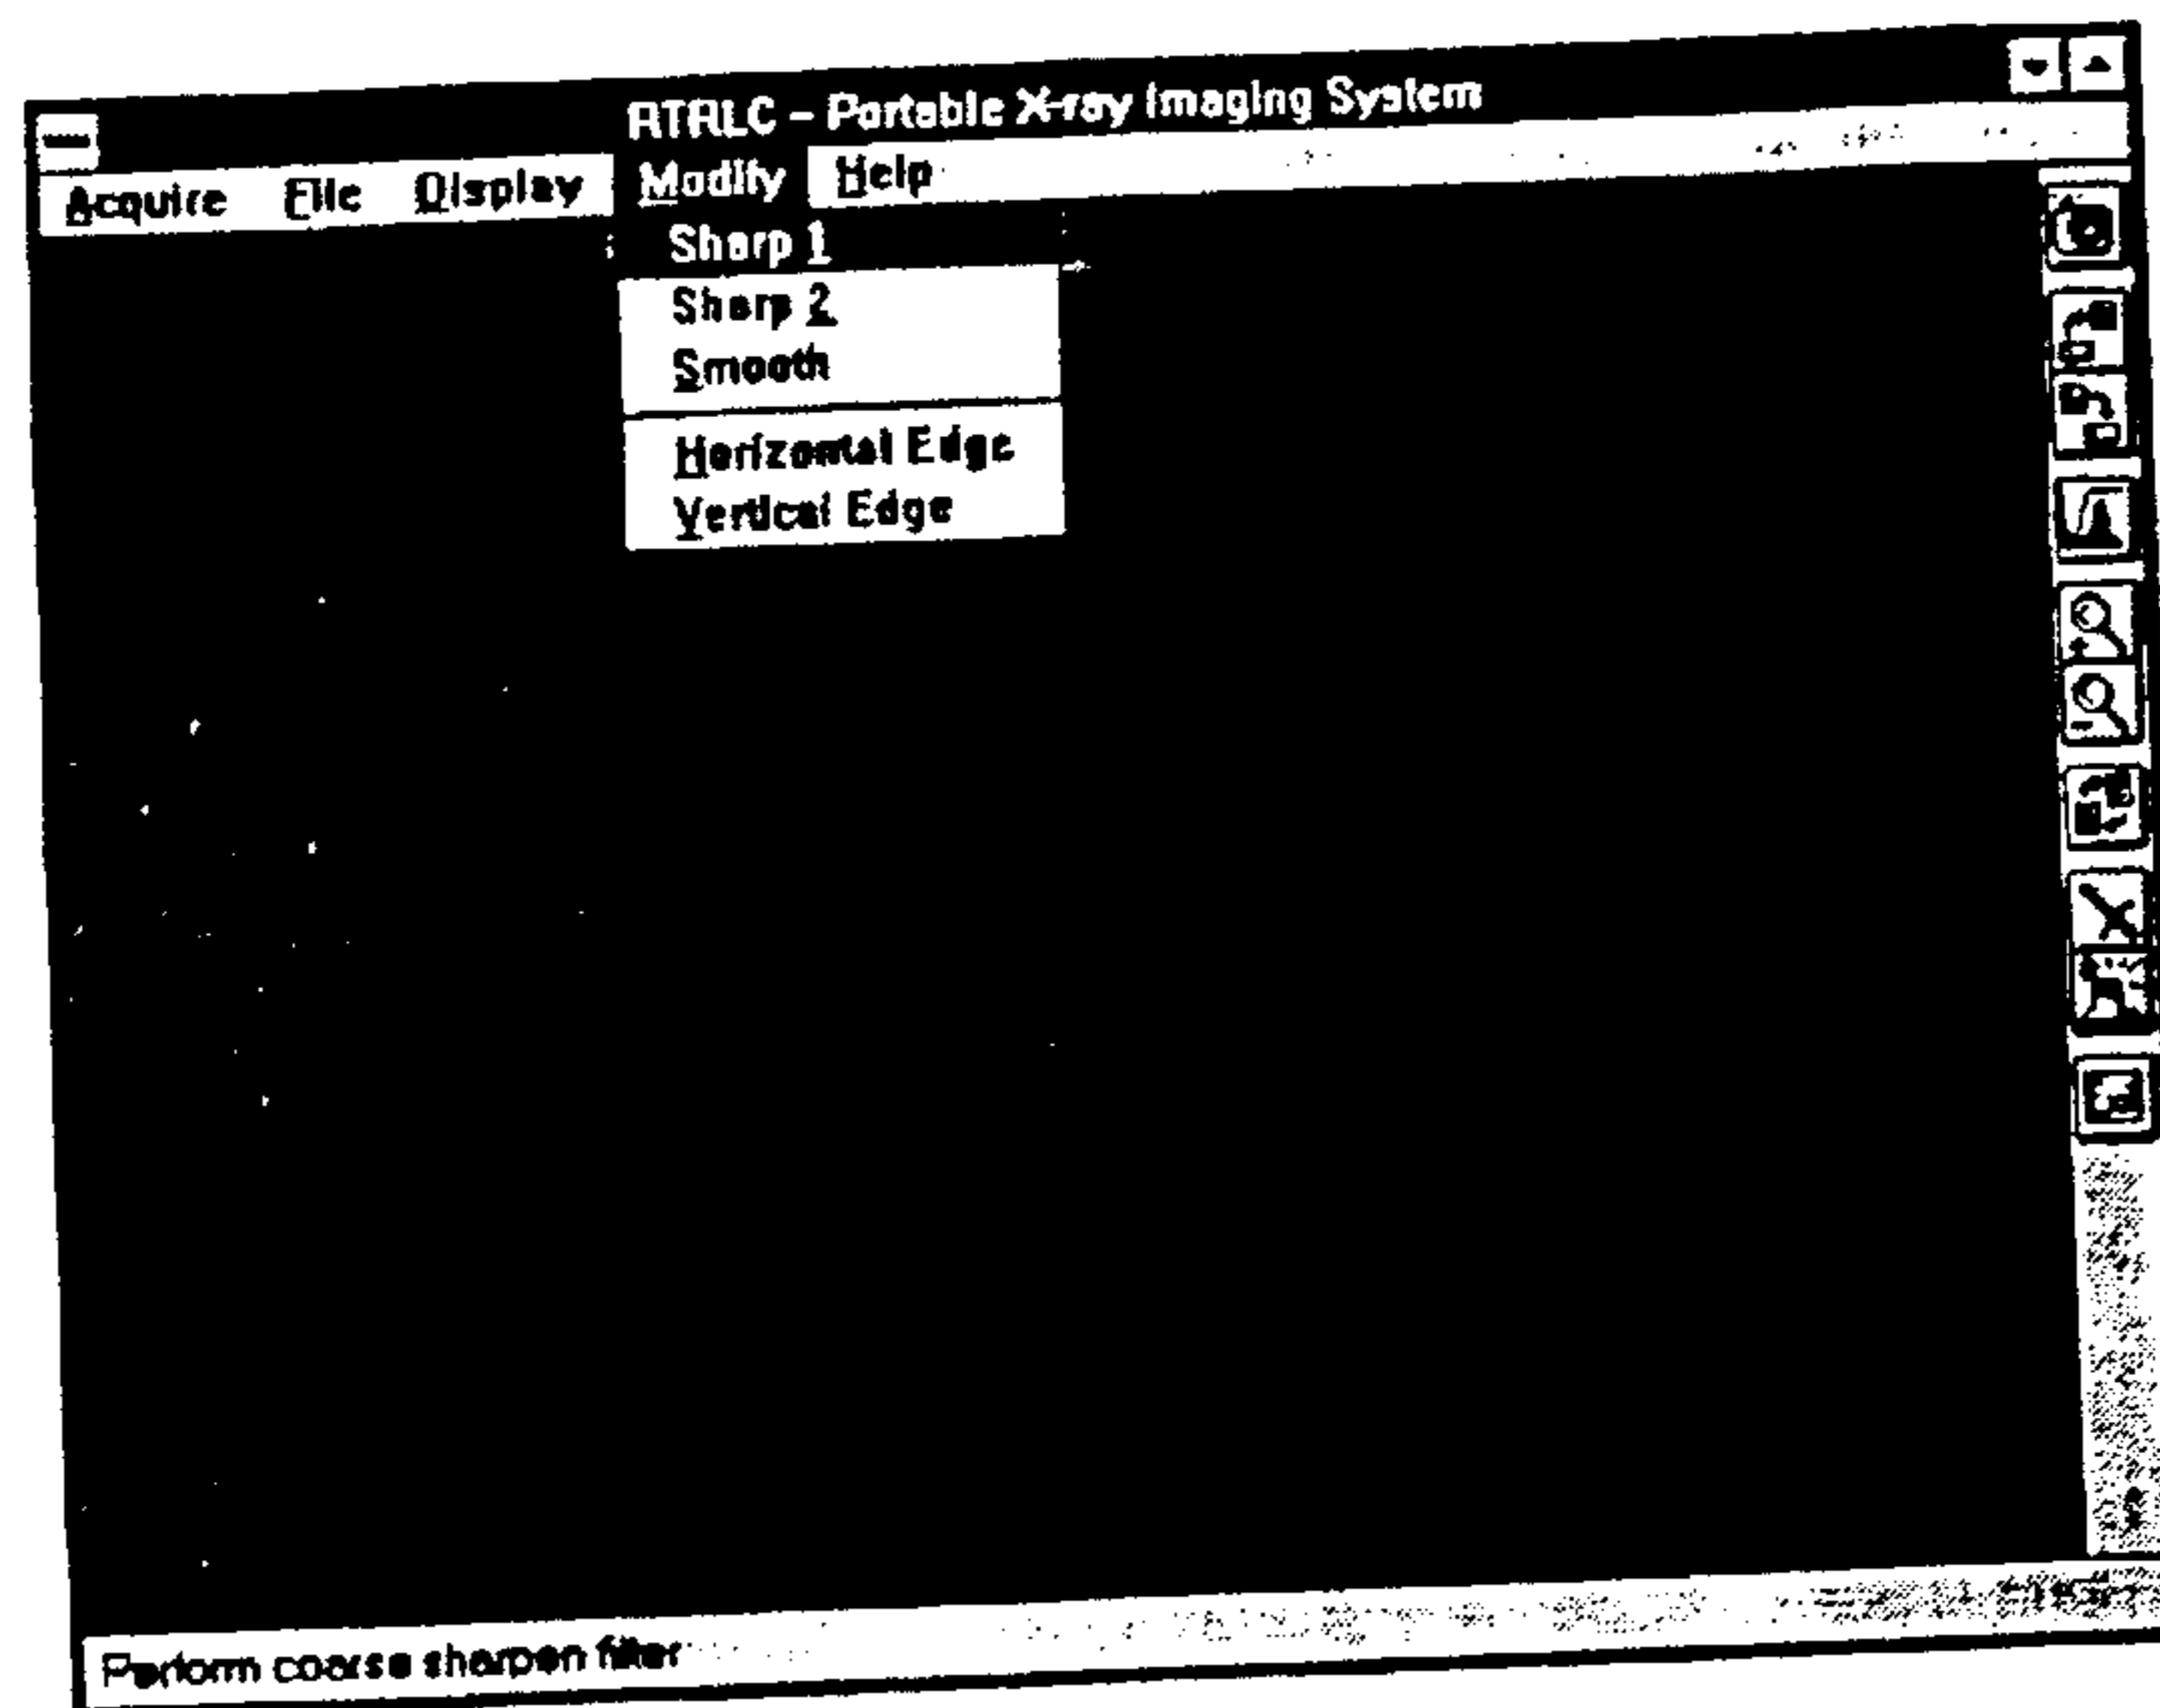 RTALC - Portable X-ray Imaging System
Acquire File Display Modify Help
Sharp 1
Sharp 2
Smooth
Horizontal Edge
Vertical Edge
Perform coarse sharpen filter